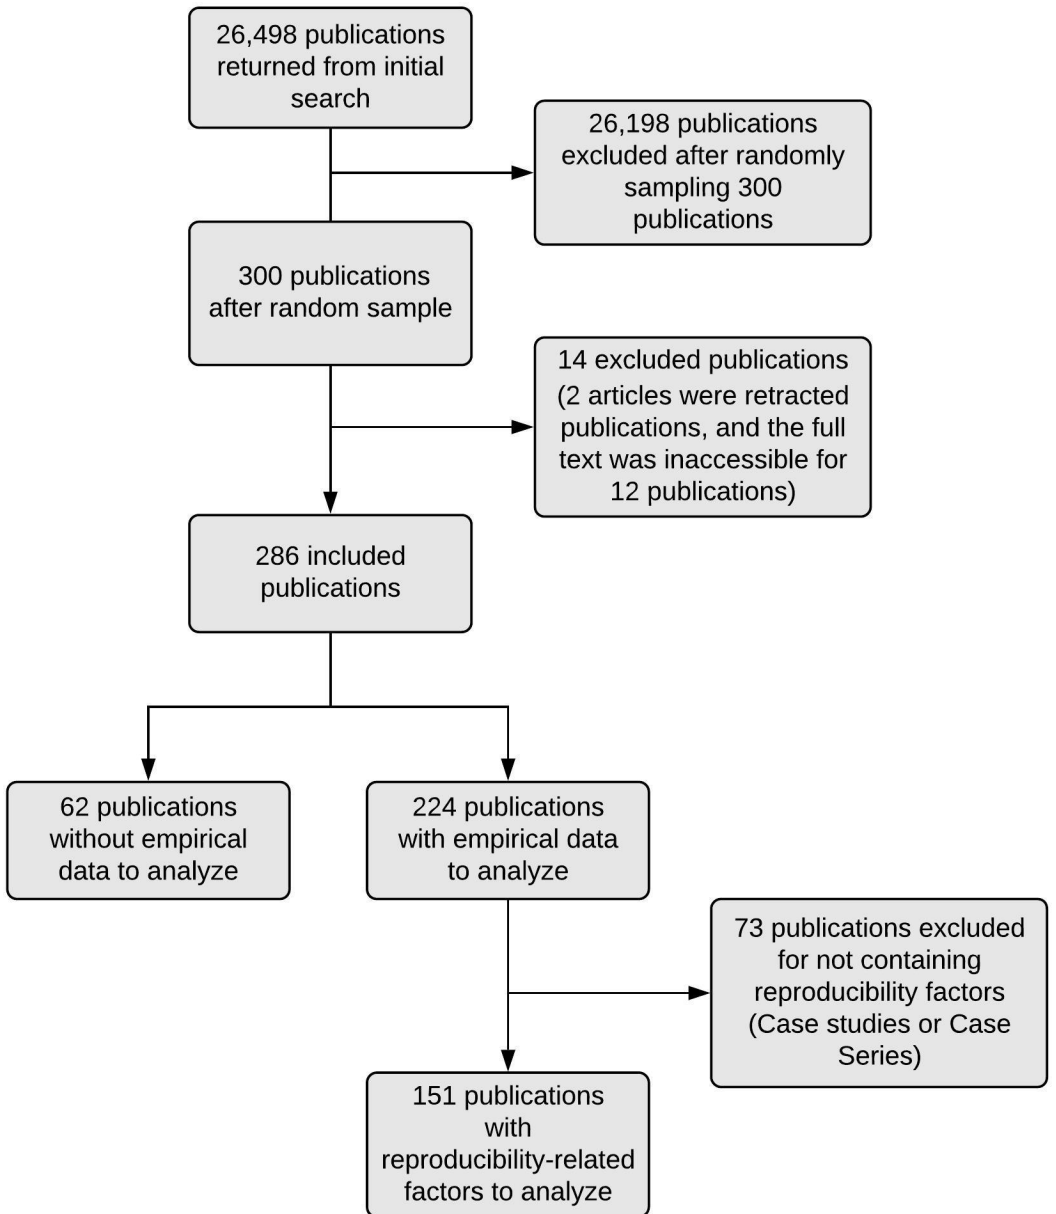 26,498 publications
returned from initial
search
26,198 publications
excluded after randomly
sampling 300
publications
300 publications
after random sample
14 excluded publications
(2 articles were retracted
publications, and the full
text was inaccessible for
12 publications)
286 included
publications
62 publications
without empirical
data to analyze
224 publications
with empirical data
to analyze
73 publications excluded
for not containing
reproducibility factors
(Case studies or Case
Series)
151 publications
with
reproducibility-related
factors to analyze